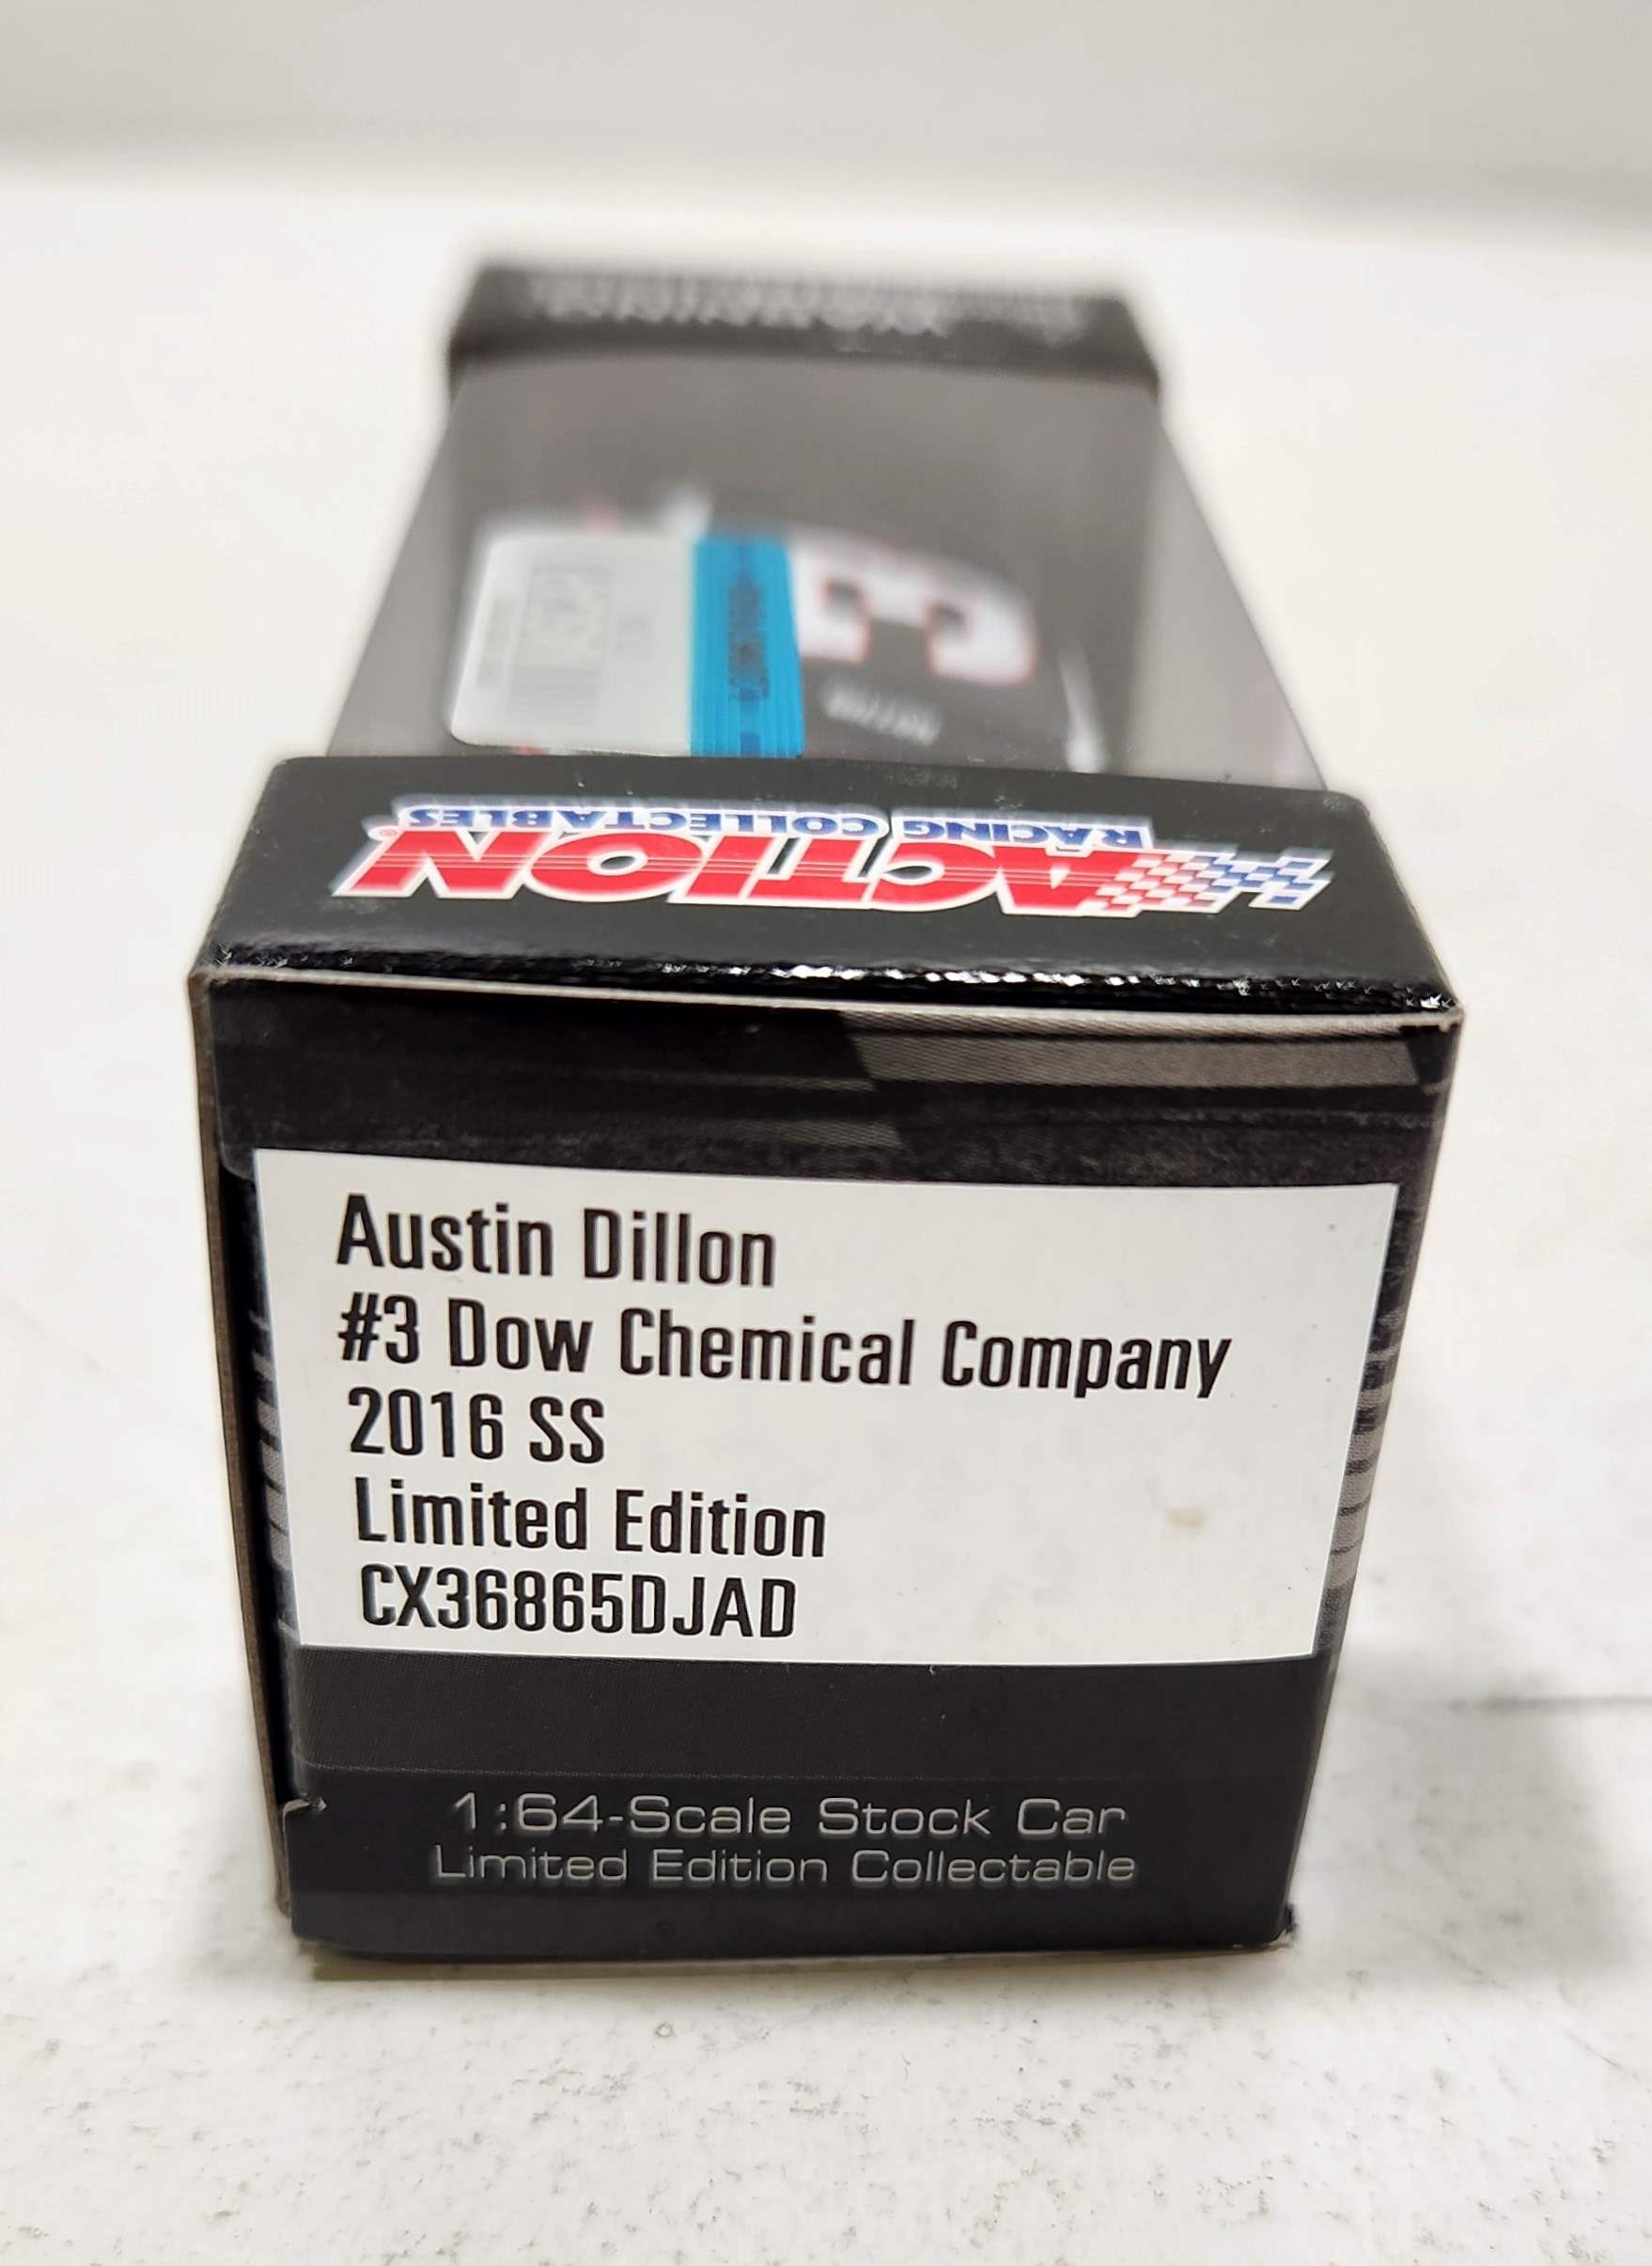 ACTION
RACING COLLECTABLES®
Austin Dillon
#3 Dow Chemical Company
2016 SS
Limited Edition
CX36865DJAD
1:64-Scale Stock Car
Limited Edition Collectable